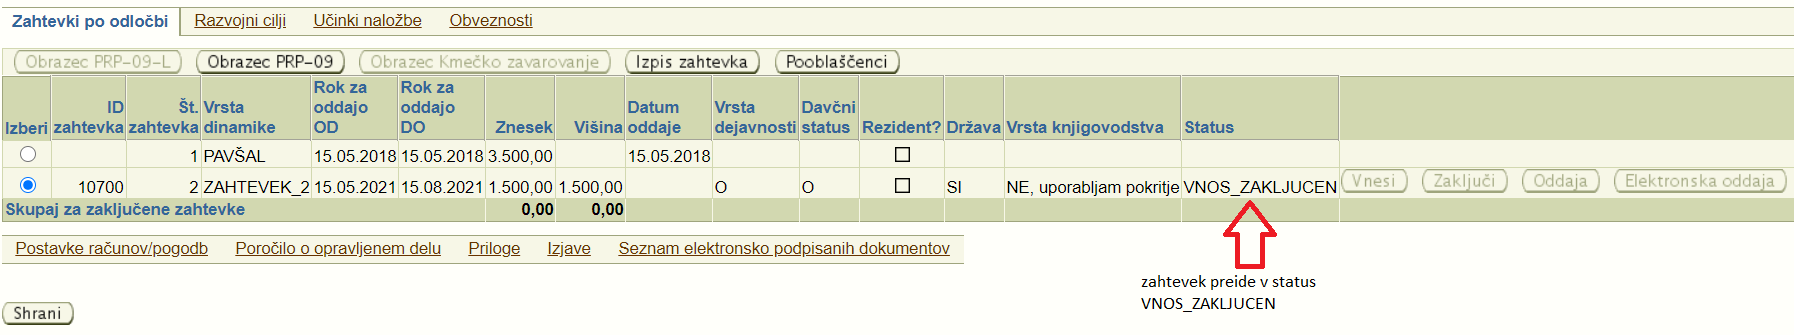 Zahtevki po odločbi Razvojni cilji Učinki naložbe Obveznosti
Obrazec PRP-09-L Obrazec PRP-09 Obrazec Kmečko zavarovanje Izpis zahtevka Pooblaščenci
Izberi ID zahtevka Št. zahtevka Vrsta dinamike Rok za oddajo OD Rok za oddajo DO Znesek Višina Datum oddaje Vrsta dejavnosti Davčni status Rezident? Država Vrsta knjigovodstva Status
1 PAVŠAL 15.05.2018 15.05.2018 3.500,00 15.05.2018
10700 2 ZAHTEVEK_2 15.05.2021 15.08.2021 1.500,00 1.500,00 O O SI NE, uporabljam pokritje VNOS_ZAKLJUCEN Vnesi Zaključi Oddaja Elektronska oddaja
Skupaj za zaključene zahtevke 0,00 0,00
Postavke računov/pogodb Poročilo o opravljenem delu Priloge Izjave Seznam elektronsko podpisanih dokumentov
zahtevek preide v status
VNOS_ZAKLJUCEN
Shrani